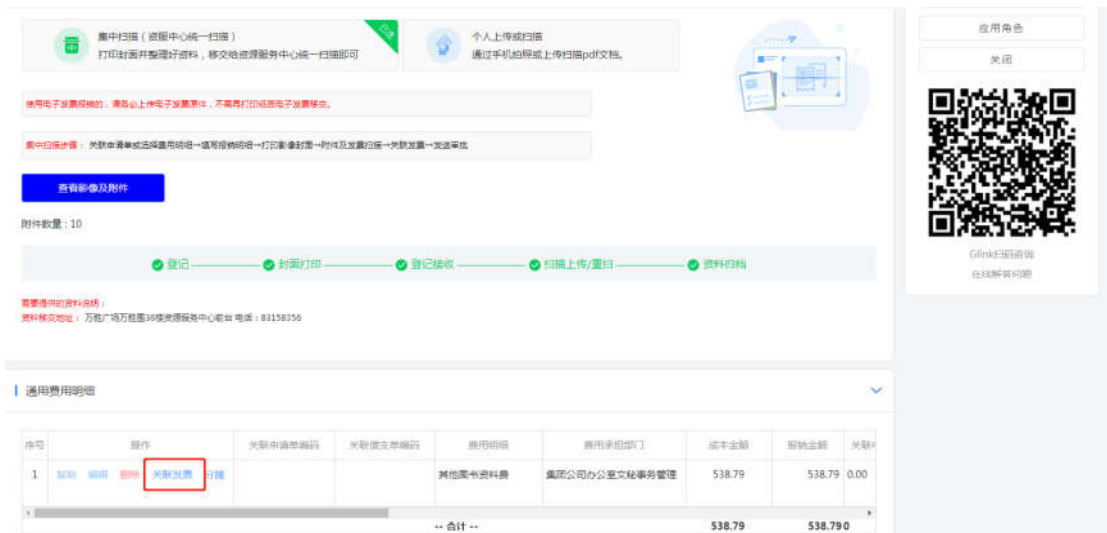 集中扫描（资服中心统一扫描）
打印封面并整理好资料，移交给资源服务中心统一扫描即可
已选
个人上传或扫描
通过手机拍照或上传扫描pdf文档。
应用角色
关闭
使用电子发票报销的，请务必上传电子发票原件，不需再打印纸质电子发票移交。
集中扫描步骤： 关联申请单或选择费用明细→填写报销明细→打印影像封面→附件及发票扫描→关联发票→发送审批
查看影像及附件
附件数量：10
Glink扫码咨询
在线解答问题
登记 封面打印 登记接收 扫描上传/重扫 资料归档
需要提供的资料说明：
资料移交地址： 万胜广场万胜围36楼资源服务中心前台 电话：83158356
通用费用明细
序号 操作 关联申请单编码 关联借支单编码 费用明细 费用承担部门 成本金额 报销金额 关联
1 复制 编辑 删除 关联发票 分摊 其他图书资料费 集团公司办公室文秘事务管理 538.79 538.79 0.00
-- 合计 -- 538.79 538.79 0